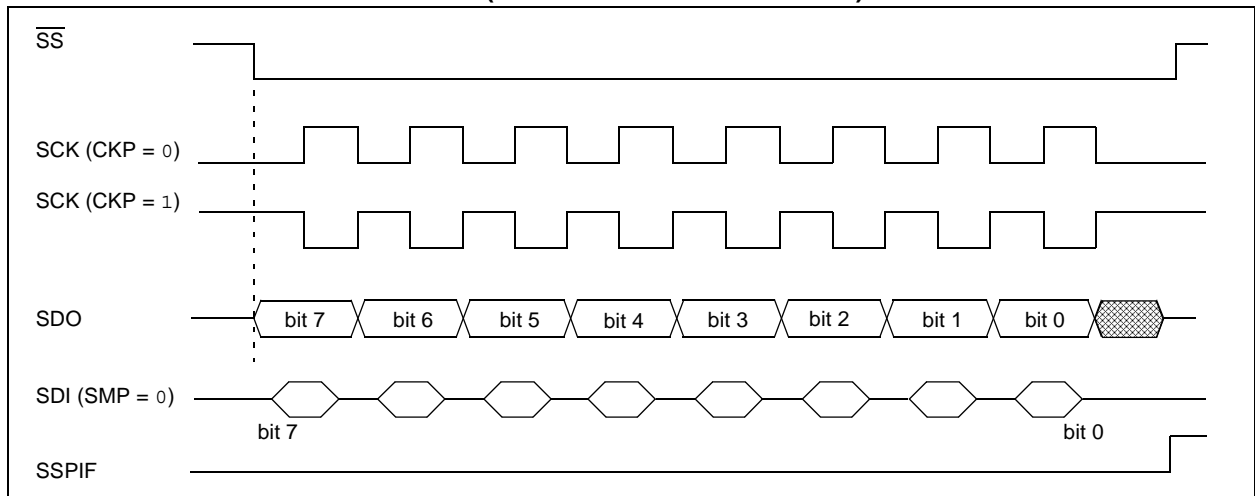 SS
SCK (CKP = 0)
SCK (CKP = 1)
SDO bit 7 bit 6 bit 5 bit 4 bit 3 bit 2 bit 1 bit 0
SDI (SMP = 0)
bit 7 bit 0
SSPIF